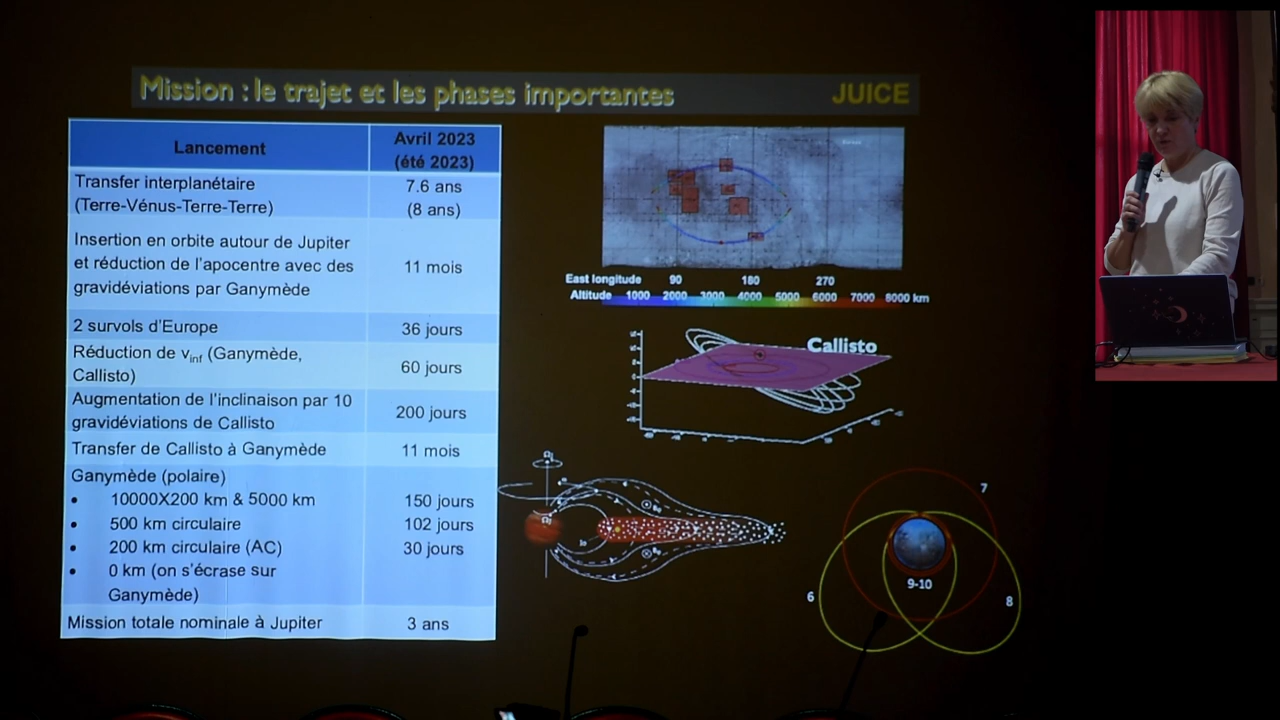 Mission : le trajet et les phases importantes
JUICE
Lancement
Avril 2023
(été 2023)
Transfer interplanétaire
(Terre-Vénus-Terre-Terre)
7.6 ans
(8 ans)
Insertion en orbite autour de Jupiter
et réduction de l'apocentre avec des
gravidéviations par Ganymède
11 mois
2 survols d'Europe
36 jours
Réduction de vinf (Ganymède,
Callisto)
60 jours
Augmentation de l'inclinaison par 10
gravidéviations de Callisto
200 jours
Transfert de Callisto à Ganymède
11 mois
Ganymède (polaire)
• 10000X200 km & 5000 km
150 jours
• 500 km circulaire
102 jours
• 200 km circulaire (AC)
30 jours
• 0 km (on s'écrase sur
Ganymède)
Mission totale nominale à Jupiter
3 ans
East longitude 90 180 270
Altitude 1000 2000 3000 4000 5000 6000 7000 8000 km
Callisto
Io
7
6
9-10
8